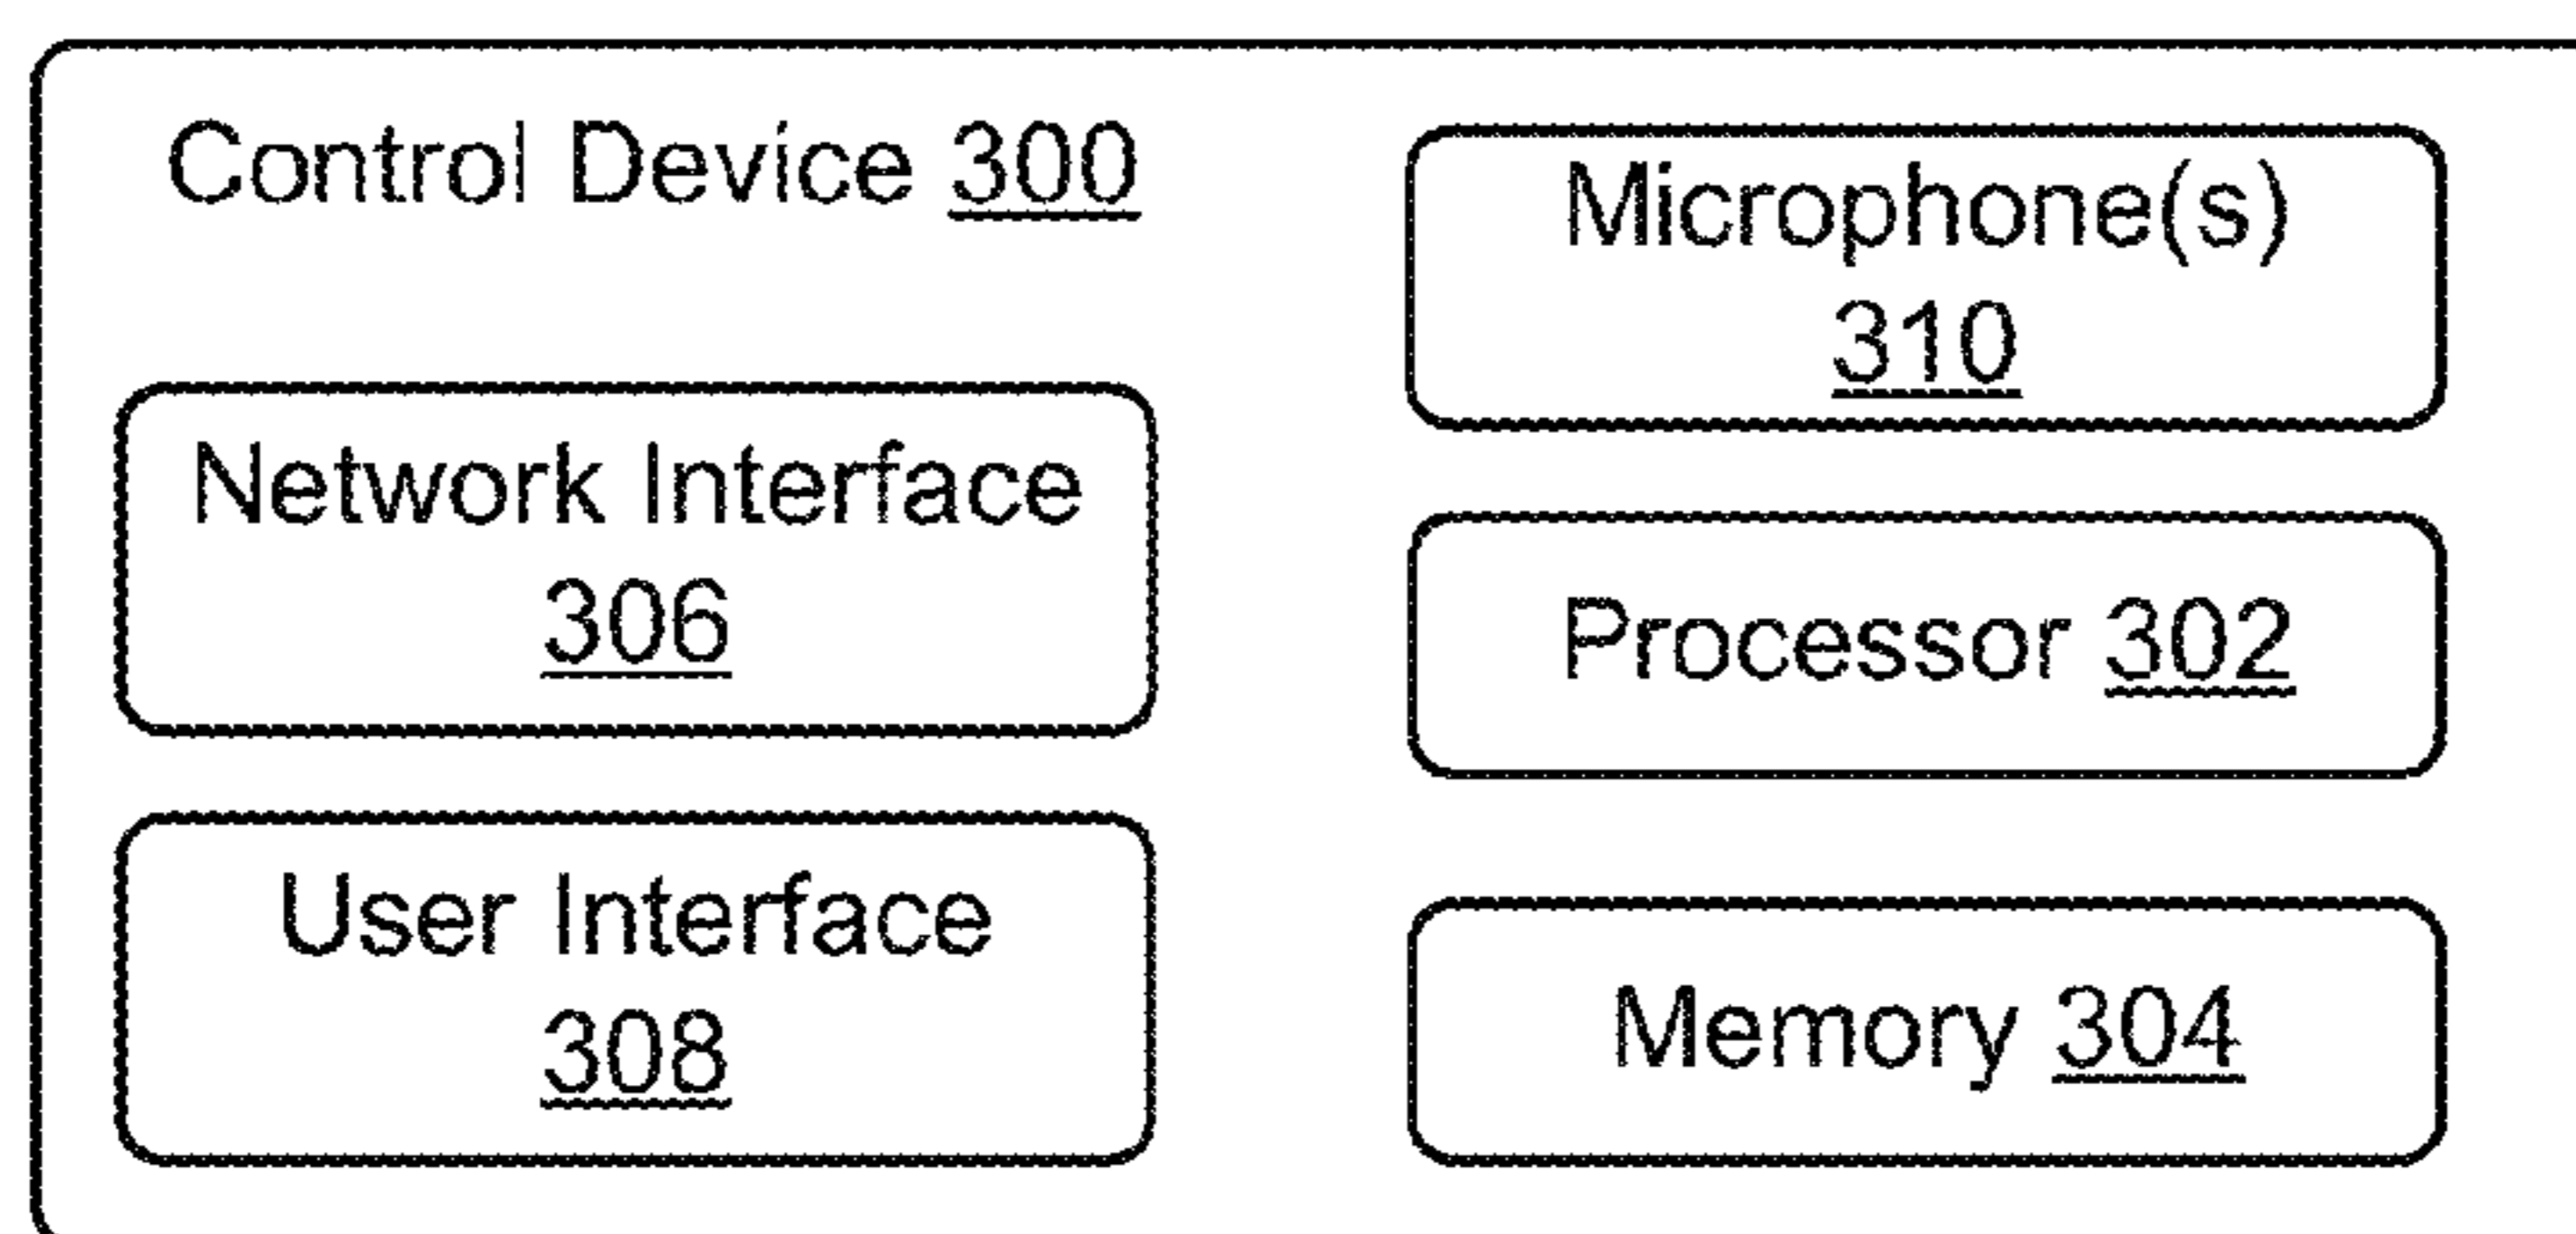 Control Device 300
Network Interface
306
User Interface
308
Microphone(s)
310
Processor 302
Memory 304